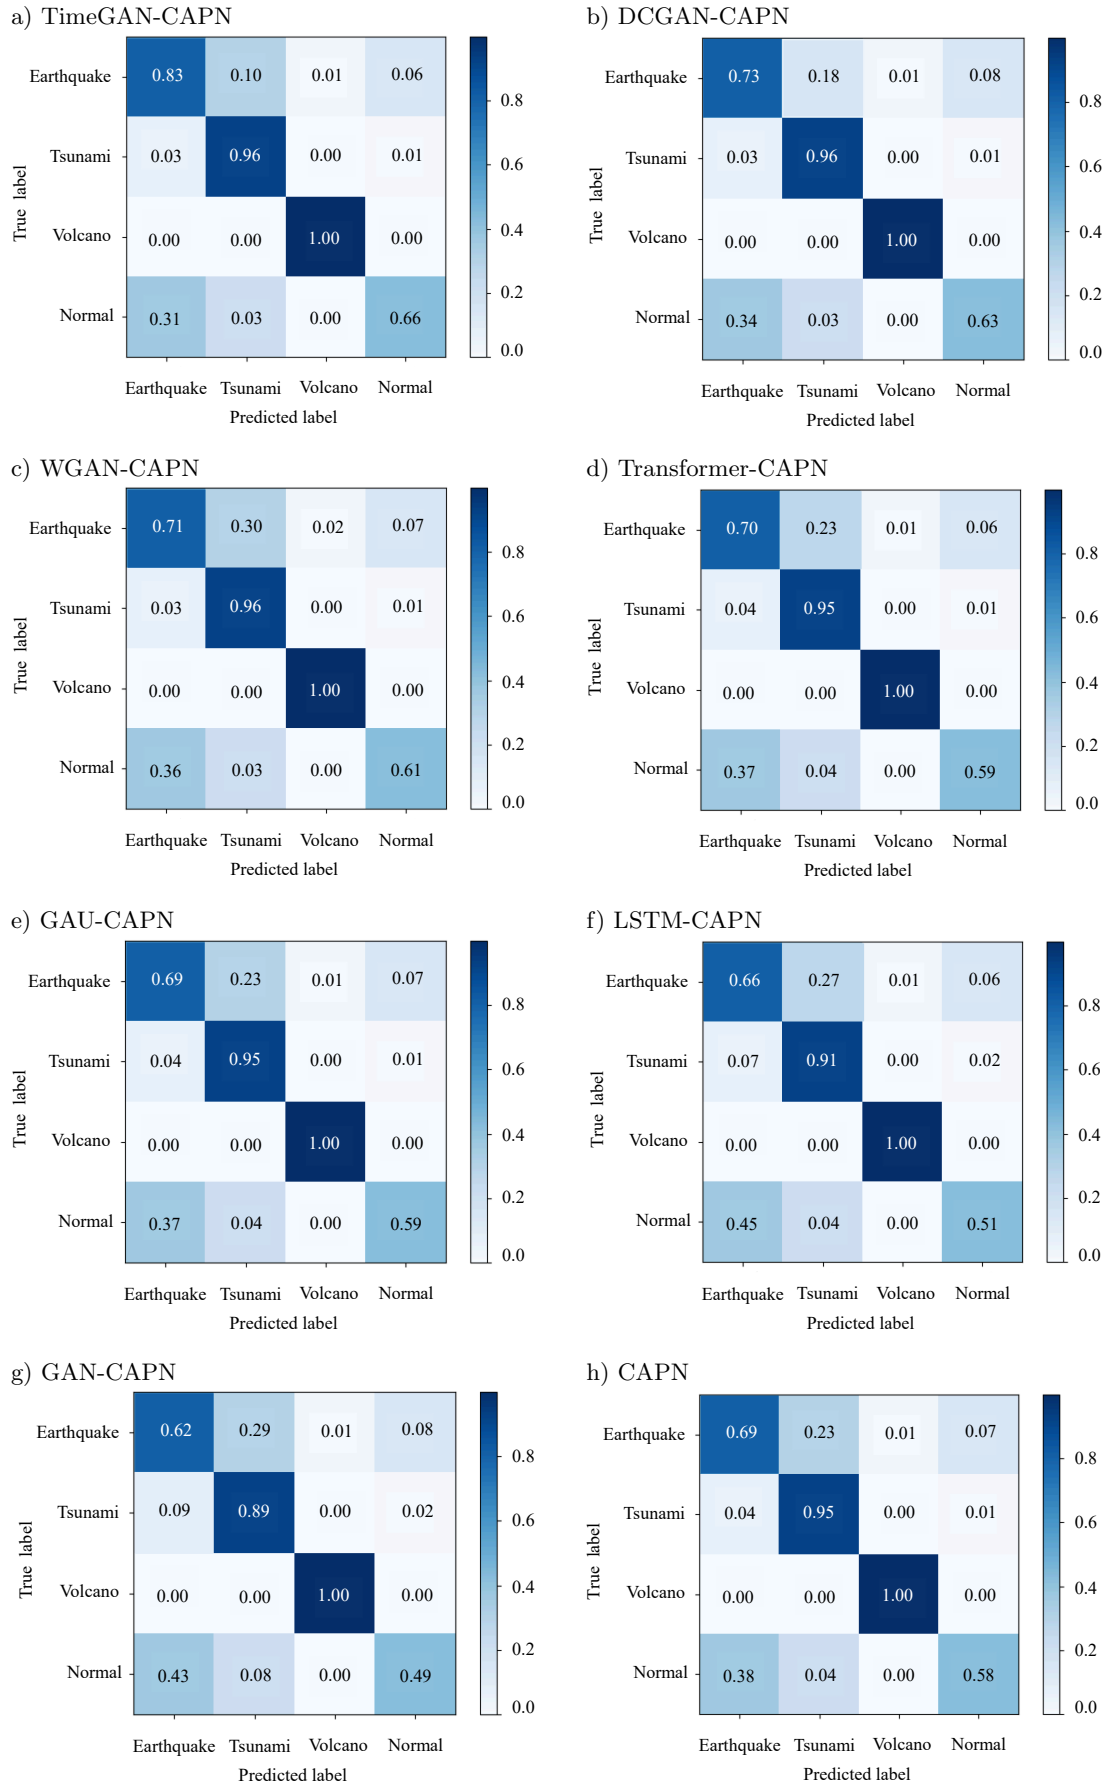 a) TimeGAN-CAPN
True label
Earthquake 0.83 0.10 0.01 0.06
Tsunami 0.03 0.96 0.00 0.01
Volcano 0.00 0.00 1.00 0.00
Normal 0.31 0.03 0.00 0.66
Earthquake Tsunami Volcano Normal
Predicted label
0.8
0.6
0.4
0.2
0.0
b) DCGAN-CAPN
True label
Earthquake 0.73 0.18 0.01 0.08
Tsunami 0.03 0.96 0.00 0.01
Volcano 0.00 0.00 1.00 0.00
Normal 0.34 0.03 0.00 0.63
Earthquake Tsunami Volcano Normal
Predicted label
0.8
0.6
0.4
0.2
0.0
c) WGAN-CAPN
True label
Earthquake 0.71 0.30 0.02 0.07
Tsunami 0.03 0.96 0.00 0.01
Volcano 0.00 0.00 1.00 0.00
Normal 0.36 0.03 0.00 0.61
Earthquake Tsunami Volcano Normal
Predicted label
0.8
0.6
0.4
0.2
0.0
d) Transformer-CAPN
True label
Earthquake 0.70 0.23 0.01 0.06
Tsunami 0.04 0.95 0.00 0.01
Volcano 0.00 0.00 1.00 0.00
Normal 0.37 0.04 0.00 0.59
Earthquake Tsunami Volcano Normal
Predicted label
0.8
0.6
0.4
0.2
0.0
e) GAU-CAPN
True label
Earthquake 0.69 0.23 0.01 0.07
Tsunami 0.04 0.95 0.00 0.01
Volcano 0.00 0.00 1.00 0.00
Normal 0.37 0.04 0.00 0.59
Earthquake Tsunami Volcano Normal
Predicted label
0.8
0.6
0.4
0.2
0.0
f) LSTM-CAPN
True label
Earthquake 0.66 0.27 0.01 0.06
Tsunami 0.07 0.91 0.00 0.02
Volcano 0.00 0.00 1.00 0.00
Normal 0.45 0.04 0.00 0.51
Earthquake Tsunami Volcano Normal
Predicted label
0.8
0.6
0.4
0.2
0.0
g) GAN-CAPN
True label
Earthquake 0.62 0.29 0.01 0.08
Tsunami 0.09 0.89 0.00 0.02
Volcano 0.00 0.00 1.00 0.00
Normal 0.43 0.08 0.00 0.49
Earthquake Tsunami Volcano Normal
Predicted label
0.8
0.6
0.4
0.2
0.0
h) CAPN
True label
Earthquake 0.69 0.23 0.01 0.07
Tsunami 0.04 0.95 0.00 0.01
Volcano 0.00 0.00 1.00 0.00
Normal 0.38 0.04 0.00 0.58
Earthquake Tsunami Volcano Normal
Predicted label
0.8
0.6
0.4
0.2
0.0